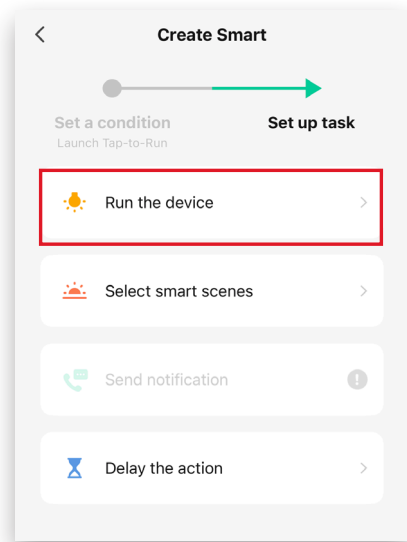 Create Smart
Set a condition
Launch Tap-to-Run
Set up task
Run the device
Select smart scenes
Send notification
Delay the action